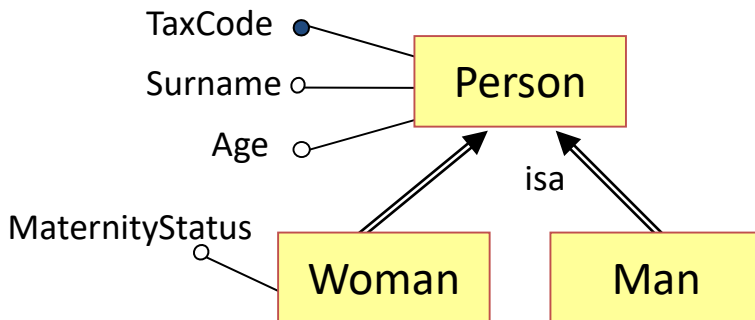 TaxCode
Surname
Person
Age
isa
MaternityStatus
Woman
Man